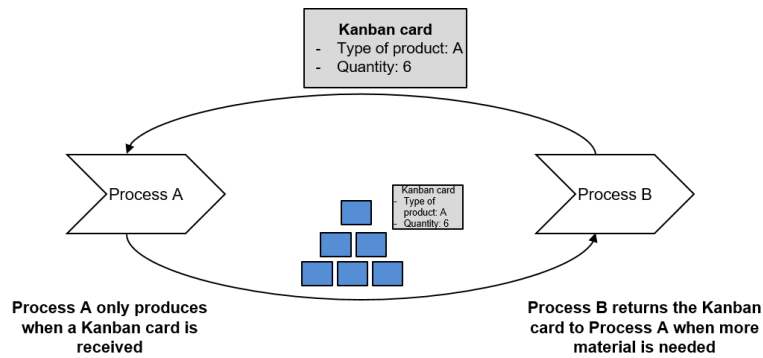 Kanban card
- Type of product: A
- Quantity: 6
Process A
Process B
Kanban card
- Type of
product: A
- Quantity: 6
Process A only produces
when a Kanban card is
received
Process B returns the Kanban
card to Process A when more
material is needed